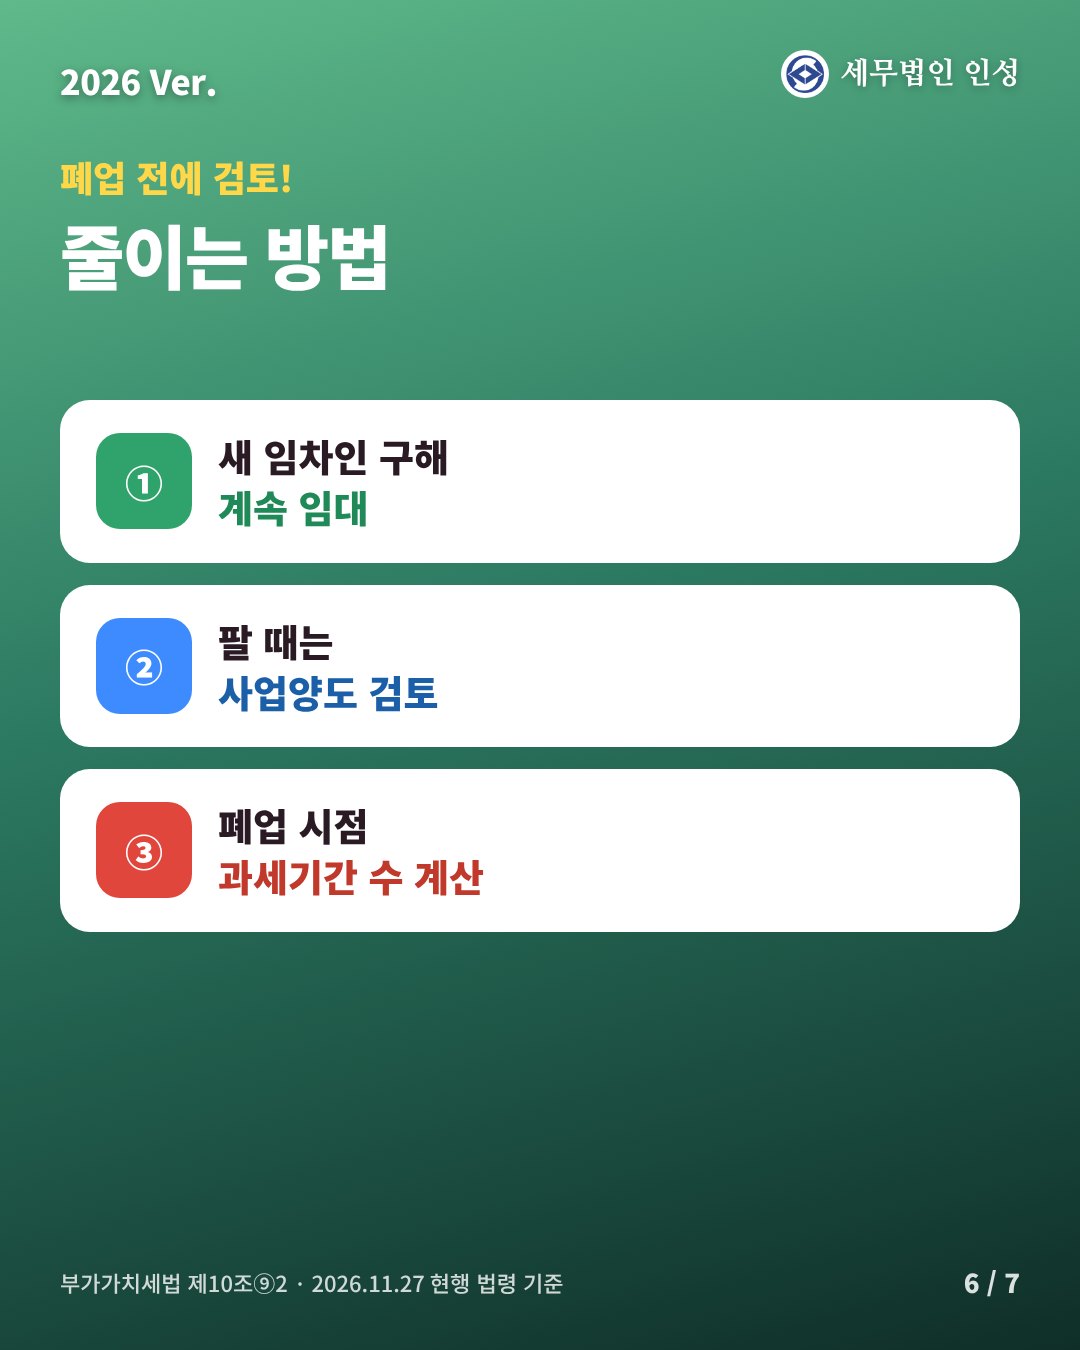 2026 Ver.
세무법인 인성
폐업 전에 검토!
줄이는 방법
①
새 임차인 구해
계속 임대
②
팔 때는
사업양도 검토
③
폐업 시점
과세기간 수 계산
부가가치세법 제10조⑨2 · 2026.11.27 현행 법령 기준
6 / 7